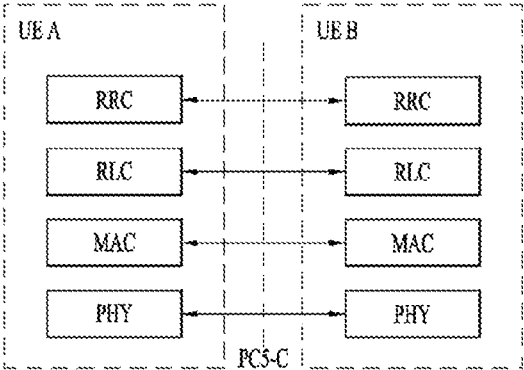 UE A UE B
RRC RRC
RLC RLC
MAC MAC
PHY PHY
PC5-C